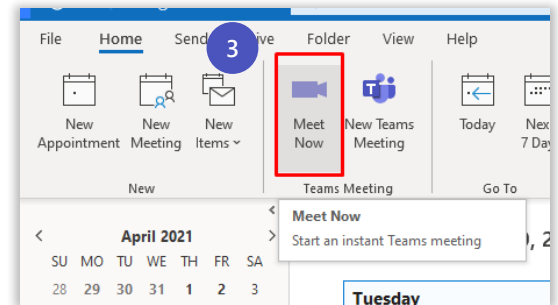 File Home Send ive Folder View Help
3
New Appointment
New Meeting
New Items
Meet Now
New Teams Meeting
Today
Nex
7 Day
New
Teams Meeting
Go To
Meet Now
Start an instant Teams meeting
April 2021
SU MO TU WE TH FR SA
28 29 30 31 1 2 3
Tuesday